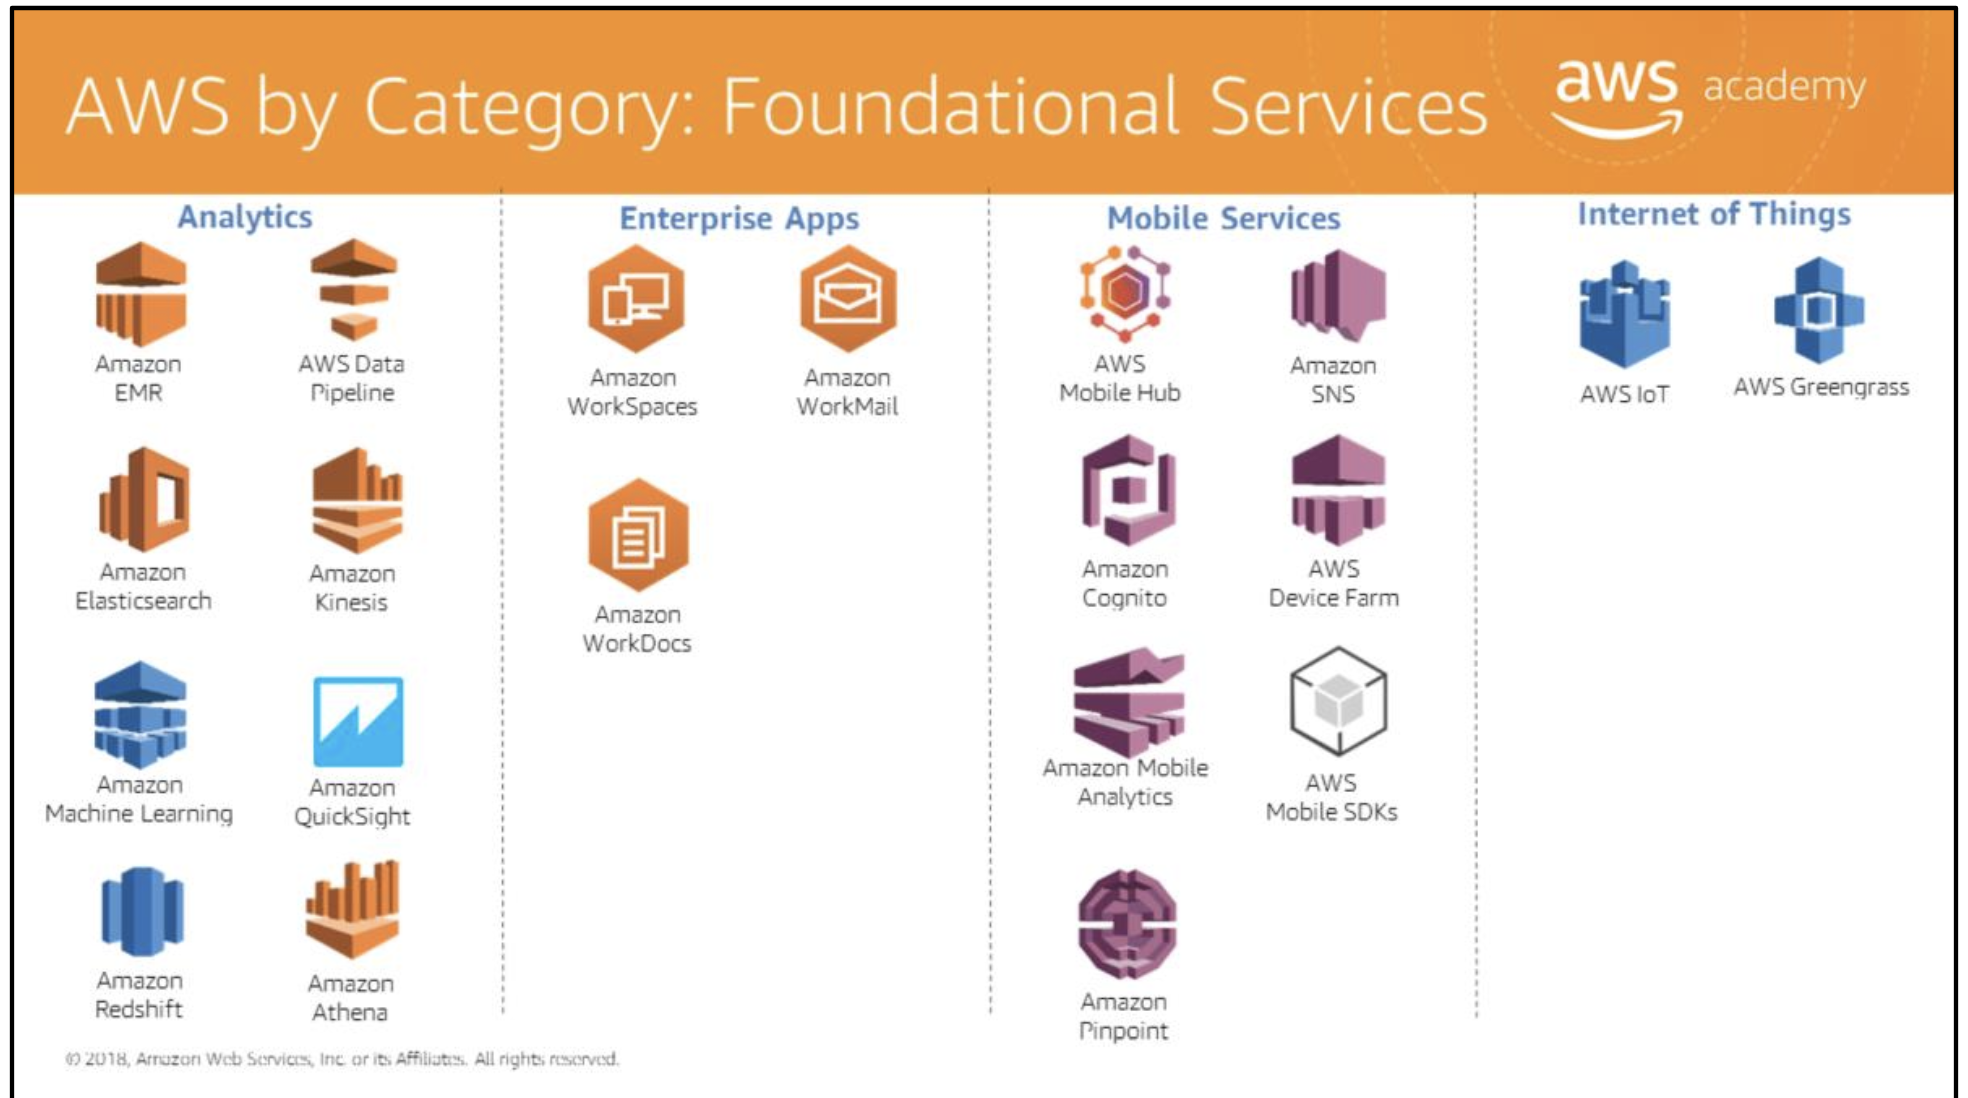 AWS by Category: Foundational Services
aws academy
Analytics
Amazon
EMR
AWS Data
Pipeline
Amazon
Elasticsearch
Amazon
Kinesis
Amazon
Machine Learning
Amazon
QuickSight
Amazon
Redshift
Amazon
Athena
Enterprise Apps
Amazon
WorkSpaces
Amazon
WorkMail
Amazon
WorkDocs
Mobile Services
AWS
Mobile Hub
Amazon
SNS
Amazon
Cognito
AWS
Device Farm
Amazon Mobile
Analytics
AWS
Mobile SDKs
Amazon
Pinpoint
Internet of Things
AWS IoT
AWS Greengrass
© 2018, Amazon Web Services, Inc. or its Affiliates. All rights reserved.